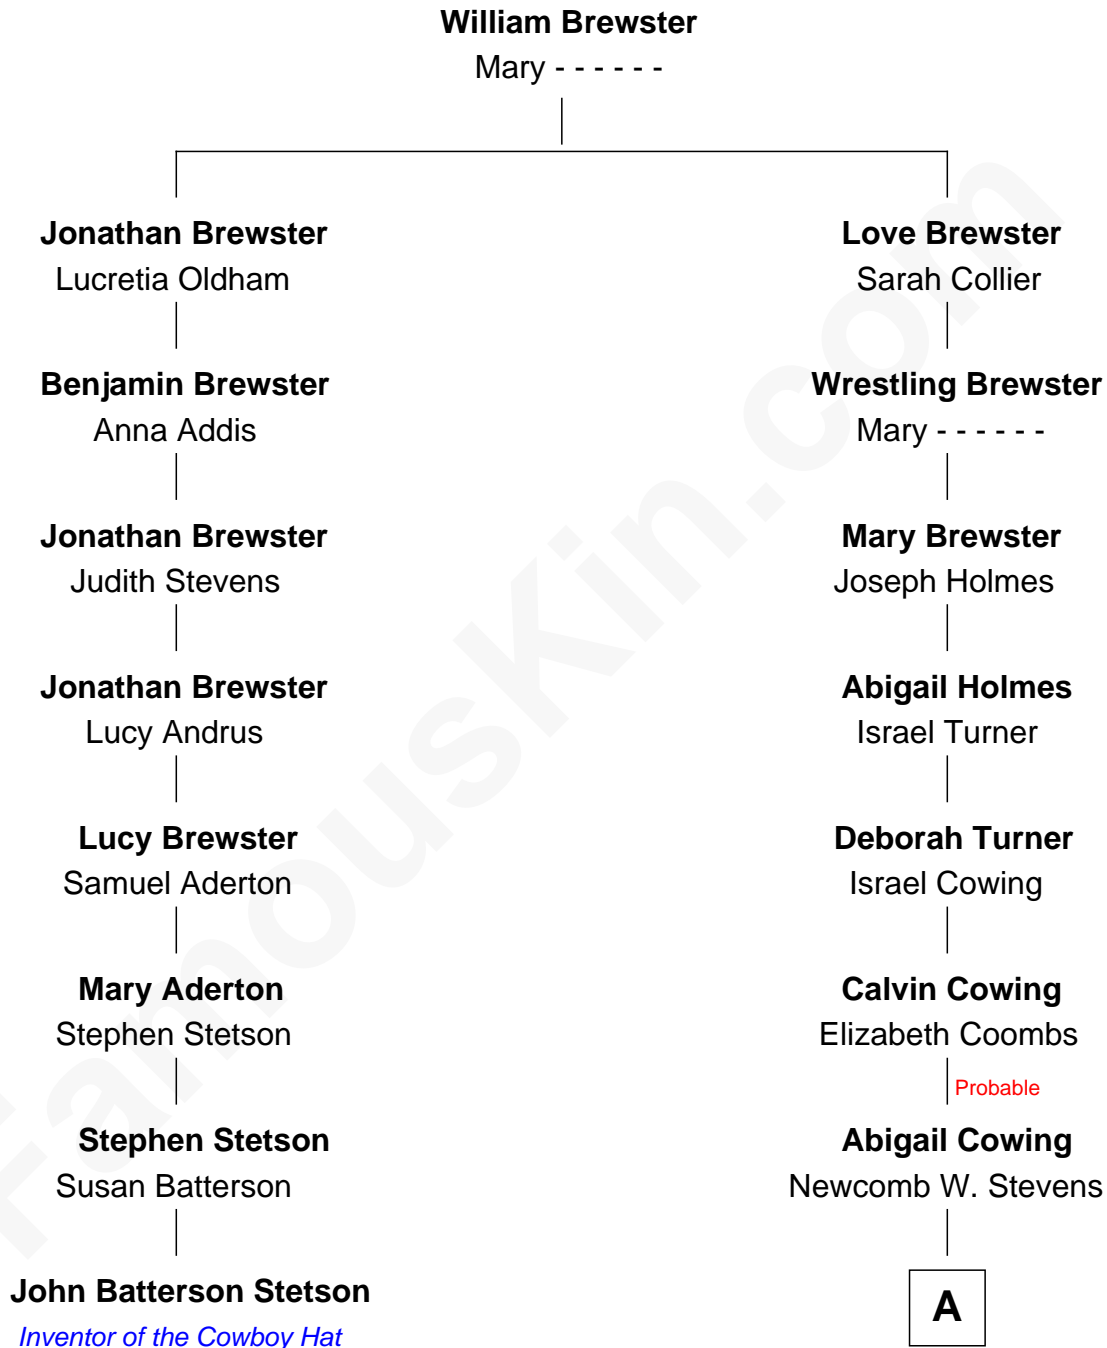 William Brewster
Mary - - - - - -
Jonathan Brewster
Lucretia Oldham
Love Brewster
Sarah Collier
Benjamin Brewster
Anna Addis
Wrestling Brewster
Mary - - - - - -
Jonathan Brewster
Judith Stevens
Mary Brewster
Joseph Holmes
Jonathan Brewster
Lucy Andrus
Abigail Holmes
Israel Turner
Lucy Brewster
Samuel Aderton
Deborah Turner
Israel Cowing
Mary Aderton
Stephen Stetson
Calvin Cowing
Elizabeth Coombs
Probable
Stephen Stetson
Susan Batterson
Abigail Cowing
Newcomb W. Stevens
John Batterson Stetson
Inventor of the Cowboy Hat
A
FamousKin.com